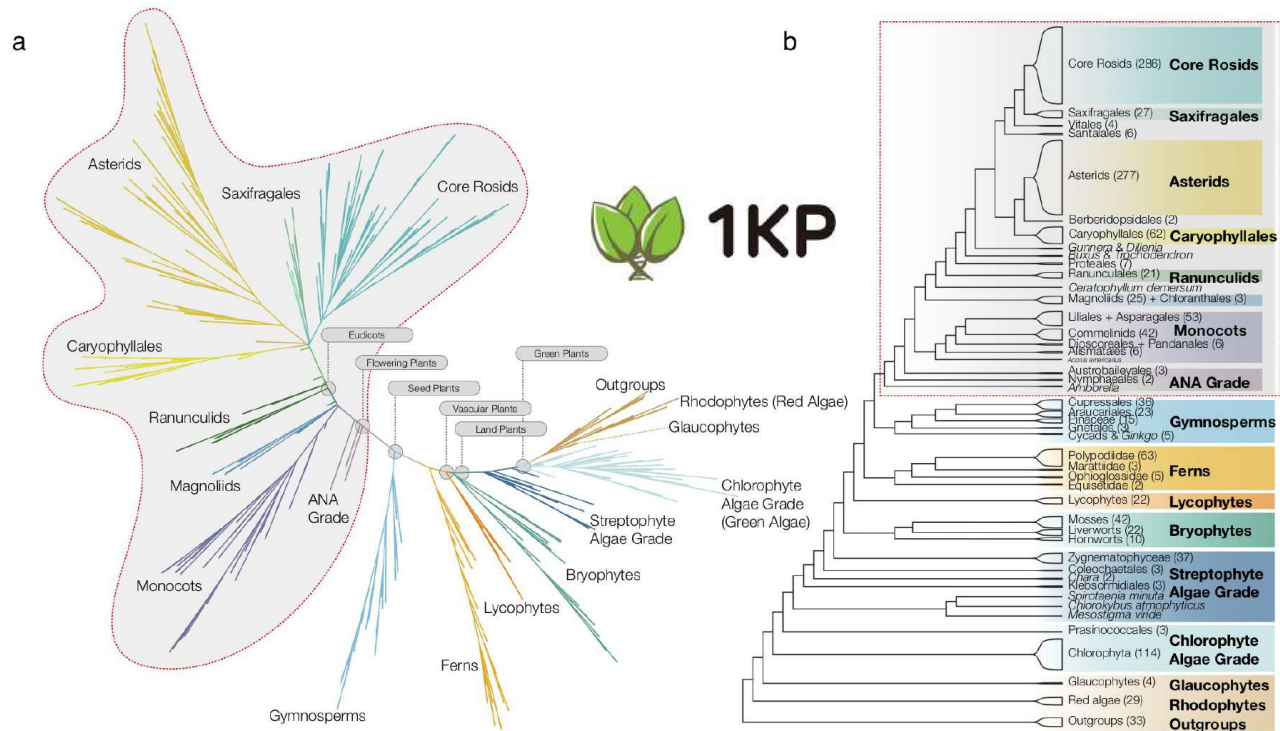 a
Asterids
Saxifragales
Core Rosids
Caryophyllales
Eudicots
Flowering Plants
Green Plants
Seed Plants
Vascular Plants
Land Plants
Outgroups
Rhodophytes (Red Algae)
Glaucophytes
Ranunculids
Magnoliids
ANA
Grade
Chlorophyte
Algae Grade
(Green Algae)
Streptophyte
Algae Grade
Bryophytes
Monocots
Lycophytes
Ferns
Gymnosperms
1KP
b
Core Rosids (286) Core Rosids
Saxifragales (27) Saxifragales
Vitales (4)
Santalales (6)
Asterids (277) Asterids
Berberidopsidales (2)
Caryophyllales (62) Caryophyllales
Gunnera & Dillenia
Buxus & Trochodendron
Proteales (7)
Ranunculales (21) Ranunculids
Ceratophyllum demersum
Magnoliids (25) + Chloranthales (3)
Liliales + Asparagales (53)
Monocots
Commelinids (42)
Dioscoreales + Pandanales (6)
Alismatales (6)
Acorus americanus
Austrobaileyales (3)
Nymphaeales (2) ANA Grade
Amborella
Cupressales (36)
Araucariales (23) Gymnosperms
Pinaceae (15)
Gnetales (3)
Cycads & Ginkgo (5)
Polypodiidae (63)
Marattiidae (3) Ferns
Ophioglossidae (5)
Equisetidae (2)
Lycophytes (22) Lycophytes
Mosses (42)
Liverworts (22) Bryophytes
Hornworts (10)
Zygnematophyceae (37)
Coleochaetales (3) Streptophyte
Chara (2)
Klebsormidiales (3) Algae Grade
Spirotaenia minuta
Chlorokybus atmophyticus
Mesostigma viride
Prasinococcales (3)
Chlorophyte
Chlorophyta (114) Algae Grade
Glaucophytes (4) Glaucophytes
Red algae (29) Rhodophytes
Outgroups (33) Outgroups